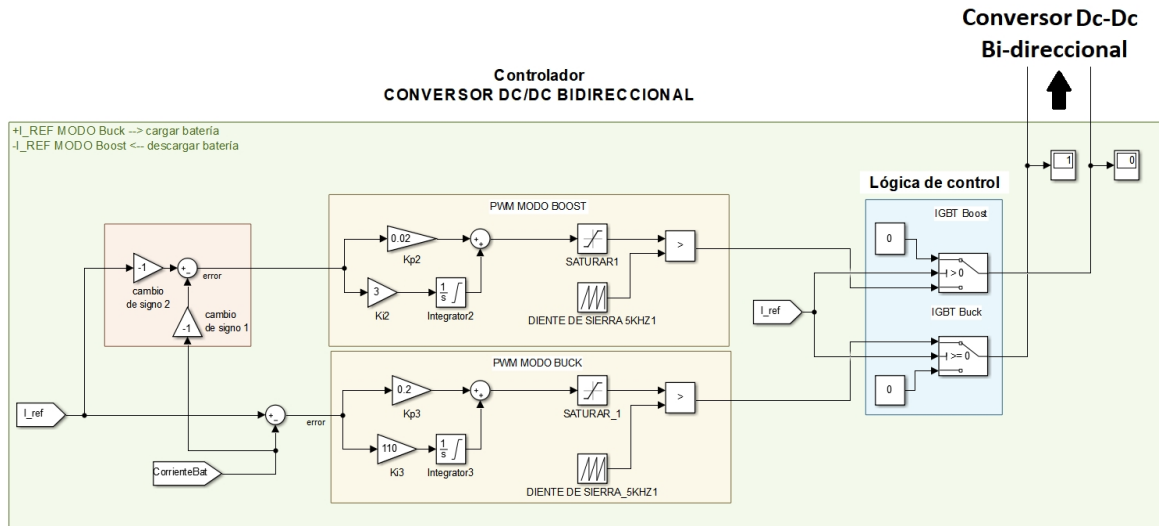 Conversor Dc-Dc
Bi-direccional
Controlador
CONVERSOR DC/DC BIDIRECCIONAL
+I_REF MODO Buck --> cargar batería
-I_REF MODO Boost <-- descargar batería
1
0
Lógica de control
PWM MODO BOOST
IGBT Boost
0
0.02
Kp2
+
+
SATURAR1
>
> 0
-1
+
-
error
cambio
de signo 2
3
Ki2
1
s
Integrator2
DIENTE DE SIERRA 5KHZ1
I_ref
-1
cambio
de signo 1
IGBT Buck
PWM MODO BUCK
>= 0
0.2
Kp3
+
+
SATURAR_1
>
0
I_ref
+
-
error
110
Ki3
1
s
Integrator3
CorrienteBat
DIENTE DE SIERRA_5KHZ1